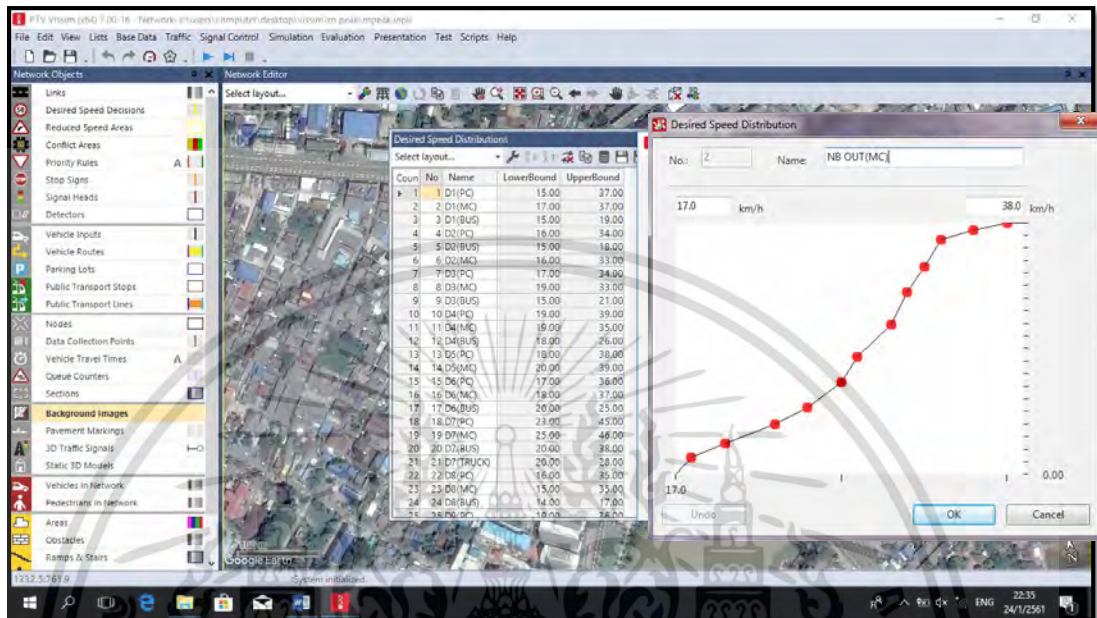 PTV Vissim (x64) 7.00-16 - Network: c:\users\computer\desktop\vissim\m peak\mpeak.inpx
File Edit View Lists Base Data Traffic Signal Control Simulation Evaluation Presentation Test Scripts Help
Network Objects
Network Editor
Select layout...
Links
Desired Speed Decisions
Reduced Speed Areas
Conflict Areas
Priority Rules A
Stop Signs
Signal Heads
Detectors
Vehicle Inputs
Vehicle Routes
Parking Lots
Public Transport Stops
Public Transport Lines
Nodes
Data Collection Points
Vehicle Travel Times A
Queue Counters
Sections
Background Images
Pavement Markings
3D Traffic Signals
Static 3D Models
Vehicles In Network
Pedestrians In Network
Areas
Obstacles
Ramps & Stairs
Desired Speed Distributions
Select layout...
Coun No Name LowerBound UpperBound
1 1 D1(PC) 15.00 37.00
2 2 D1(MC) 17.00 37.00
3 3 D1(BUS) 15.00 19.00
4 4 D2(PC) 16.00 34.00
5 5 D2(BUS) 15.00 18.00
6 6 D2(MC) 16.00 33.00
7 7 D3(PC) 17.00 34.00
8 8 D3(MC) 19.00 33.00
9 9 D3(BUS) 15.00 21.00
10 10 D4(PC) 19.00 39.00
11 11 D4(MC) 19.00 35.00
12 12 D4(BUS) 18.00 26.00
13 13 D5(PC) 18.00 38.00
14 14 D5(MC) 20.00 39.00
15 15 D6(PC) 17.00 36.00
16 16 D6(MC) 18.00 37.00
17 17 D6(BUS) 20.00 25.00
18 18 D7(PC) 23.00 45.00
19 19 D7(MC) 25.00 46.00
20 20 D7(BUS) 20.00 38.00
21 21 D7(TRUCK) 20.00 28.00
22 22 D8(PC) 16.00 35.00
23 23 D8(MC) 15.00 35.00
24 24 D8(BUS) 14.00 17.00
25 25 D9(PC)
Desired Speed Distribution
No.: 2 Name: NB OUT(MC)
17.0 km/h 38.0 km/h
0.00
17.0
Undo OK Cancel
Google Earth
N
1332.5:761.9 System initialized.
ENG
22:35
24/1/2561